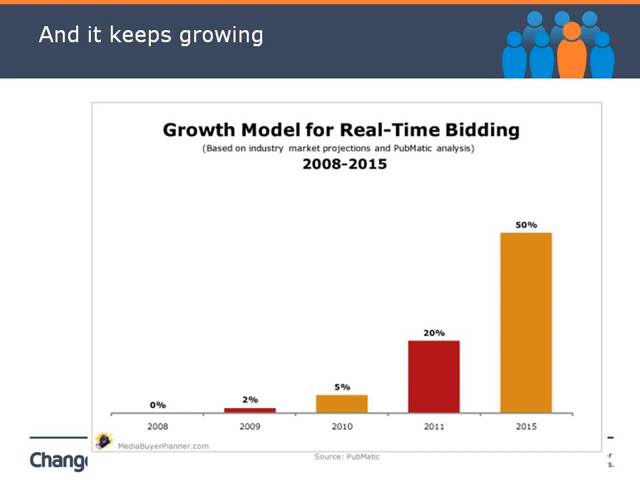 And it keeps growing
Growth Model for Real-Time Bidding
(Based on industry market projections and PubMatic analysis)
2008-2015
50%
20%
5%
2%
0%
2008 2009 2010 2011 2015
MediaBuyerPlanner.com
Source: PubMatic
Change